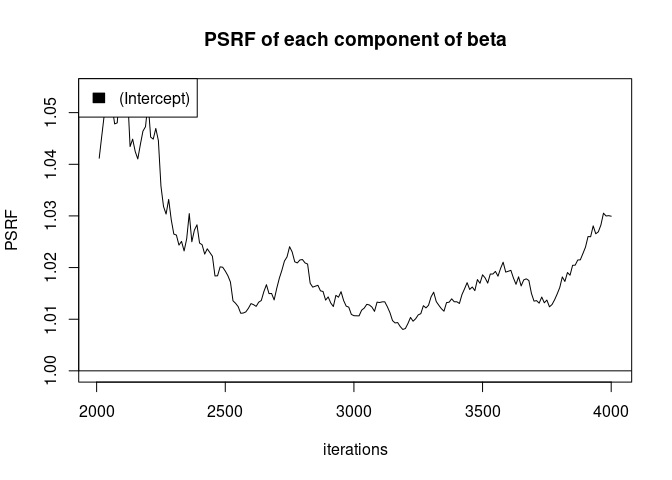 PSRF of each component of beta
(Intercept)
PSRF
1.05
1.04
1.03
1.02
1.01
1.00
2000 2500 3000 3500 4000
iterations